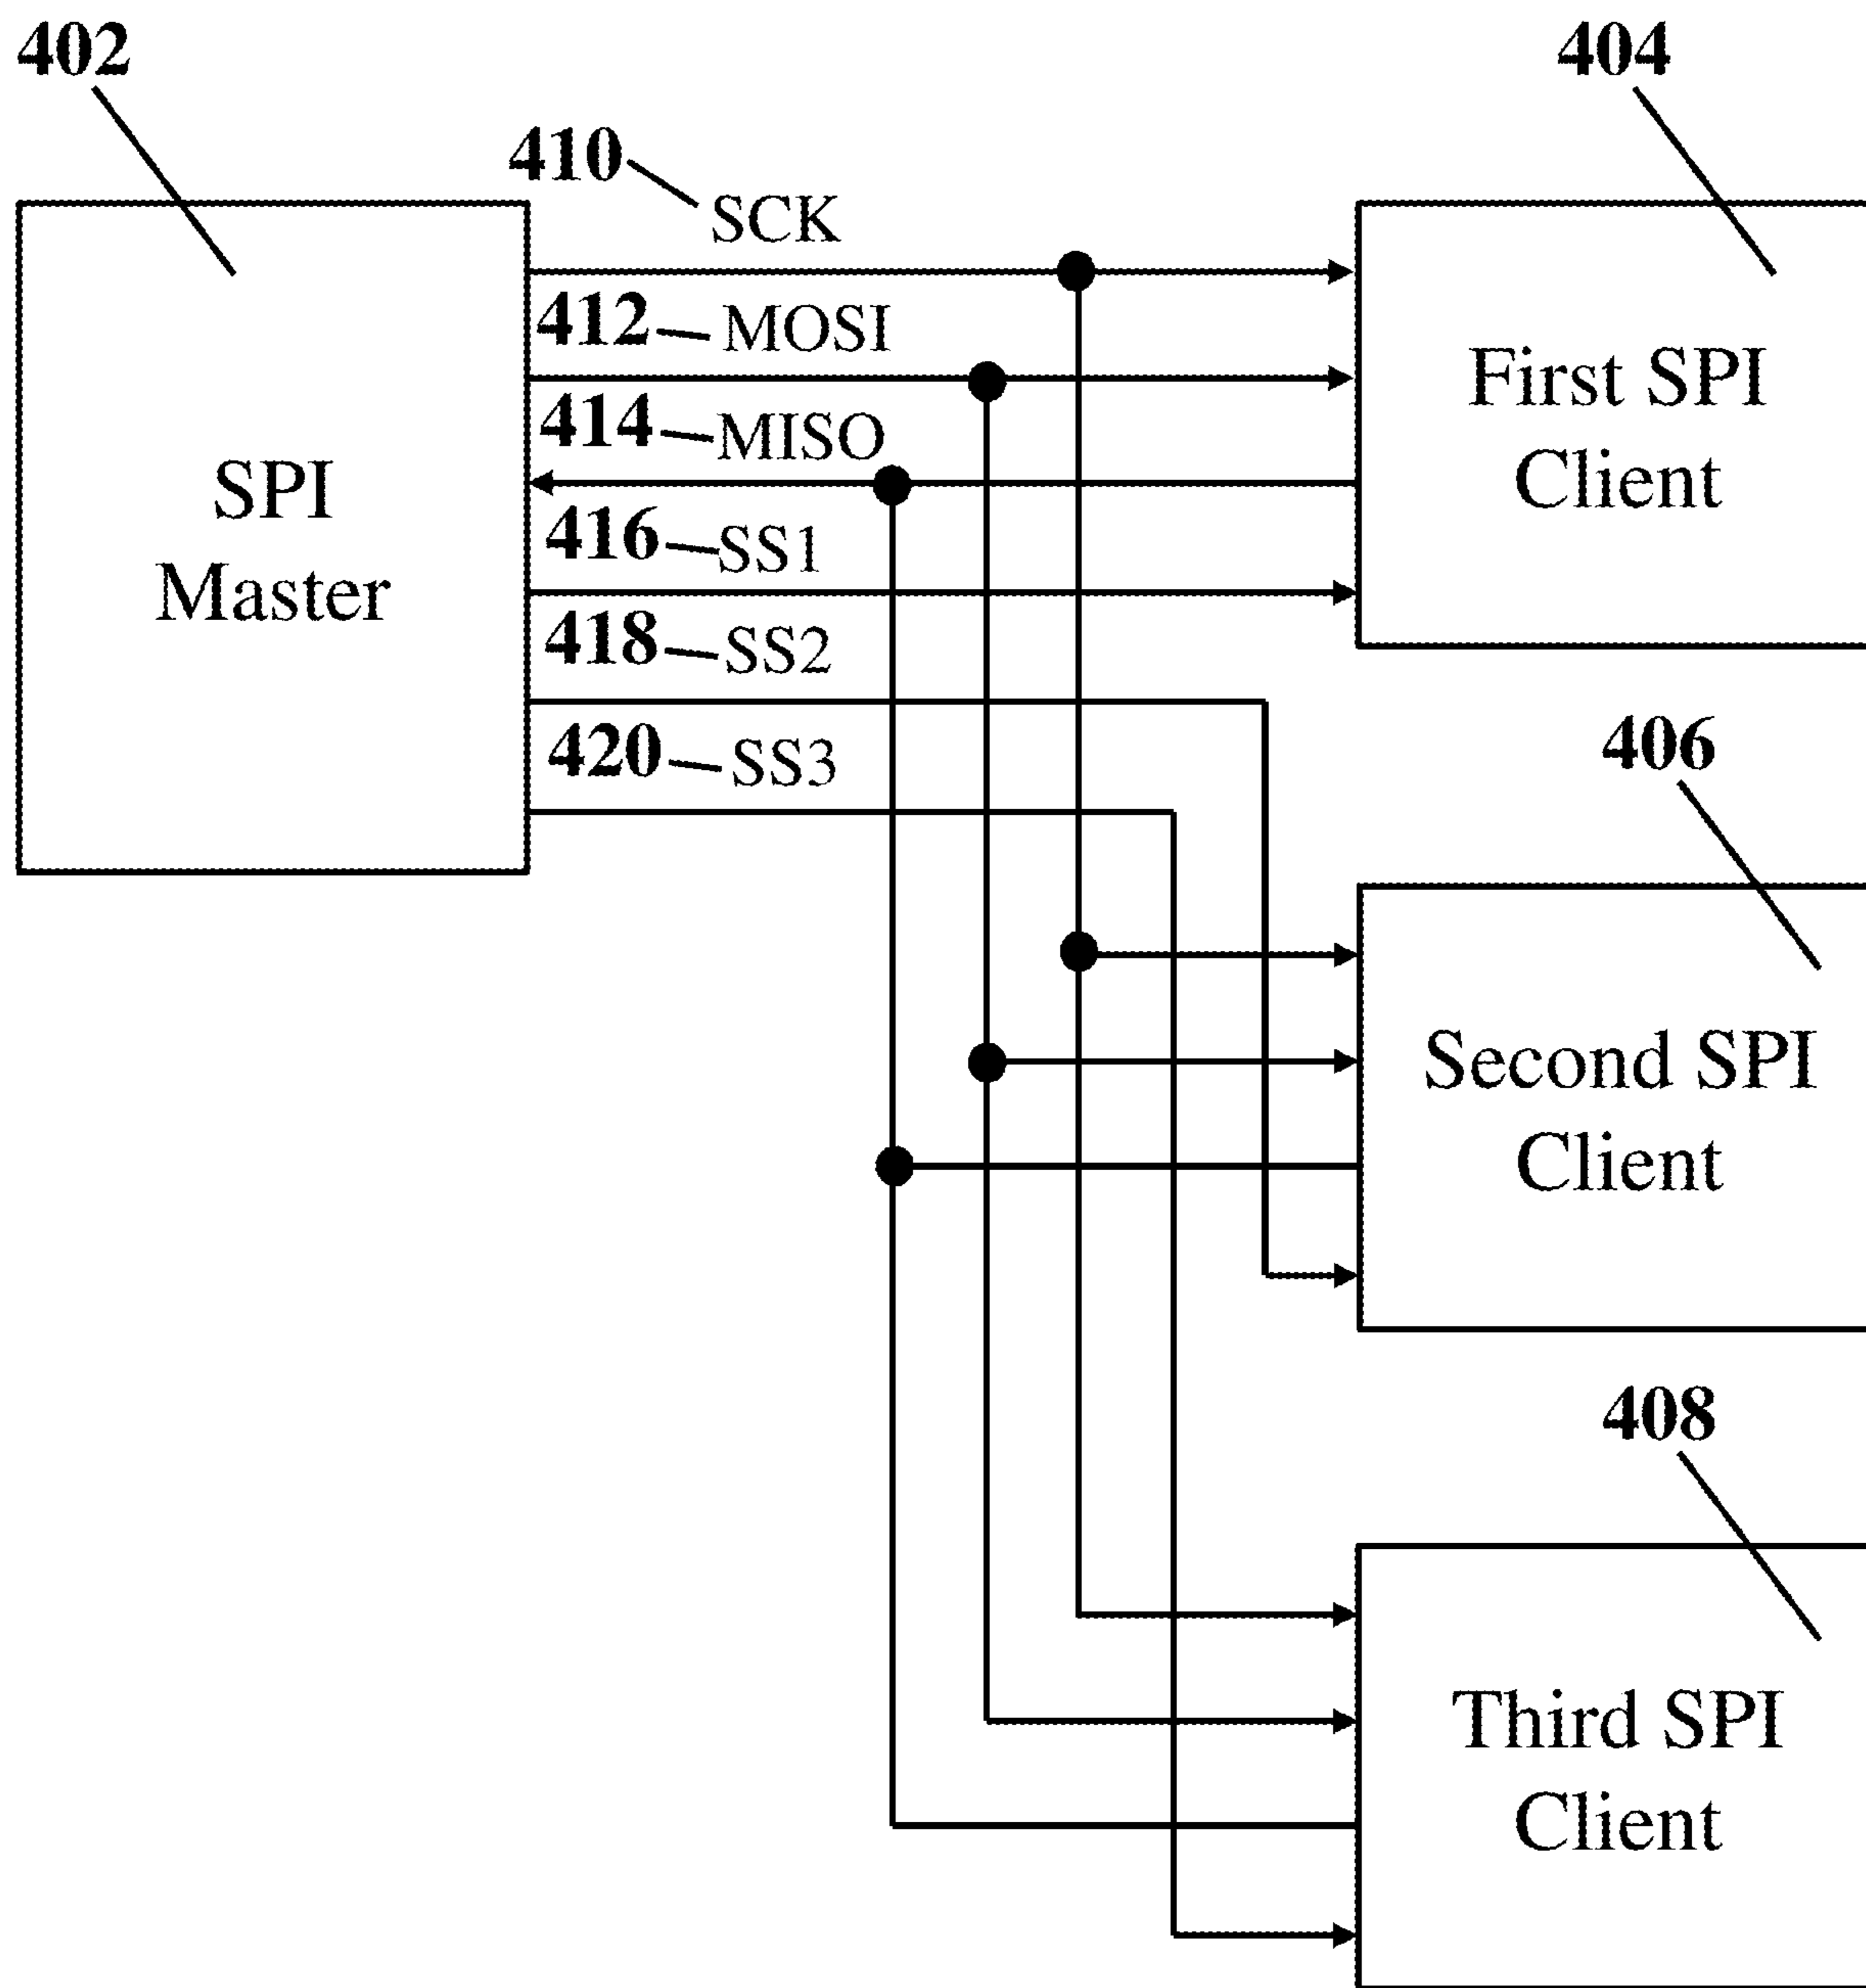 402
404
410
SCK
412
MOSI
414
MISO
416
SS1
418
SS2
420
SS3
SPI
Master
First SPI
Client
406
Second SPI
Client
408
Third SPI
Client